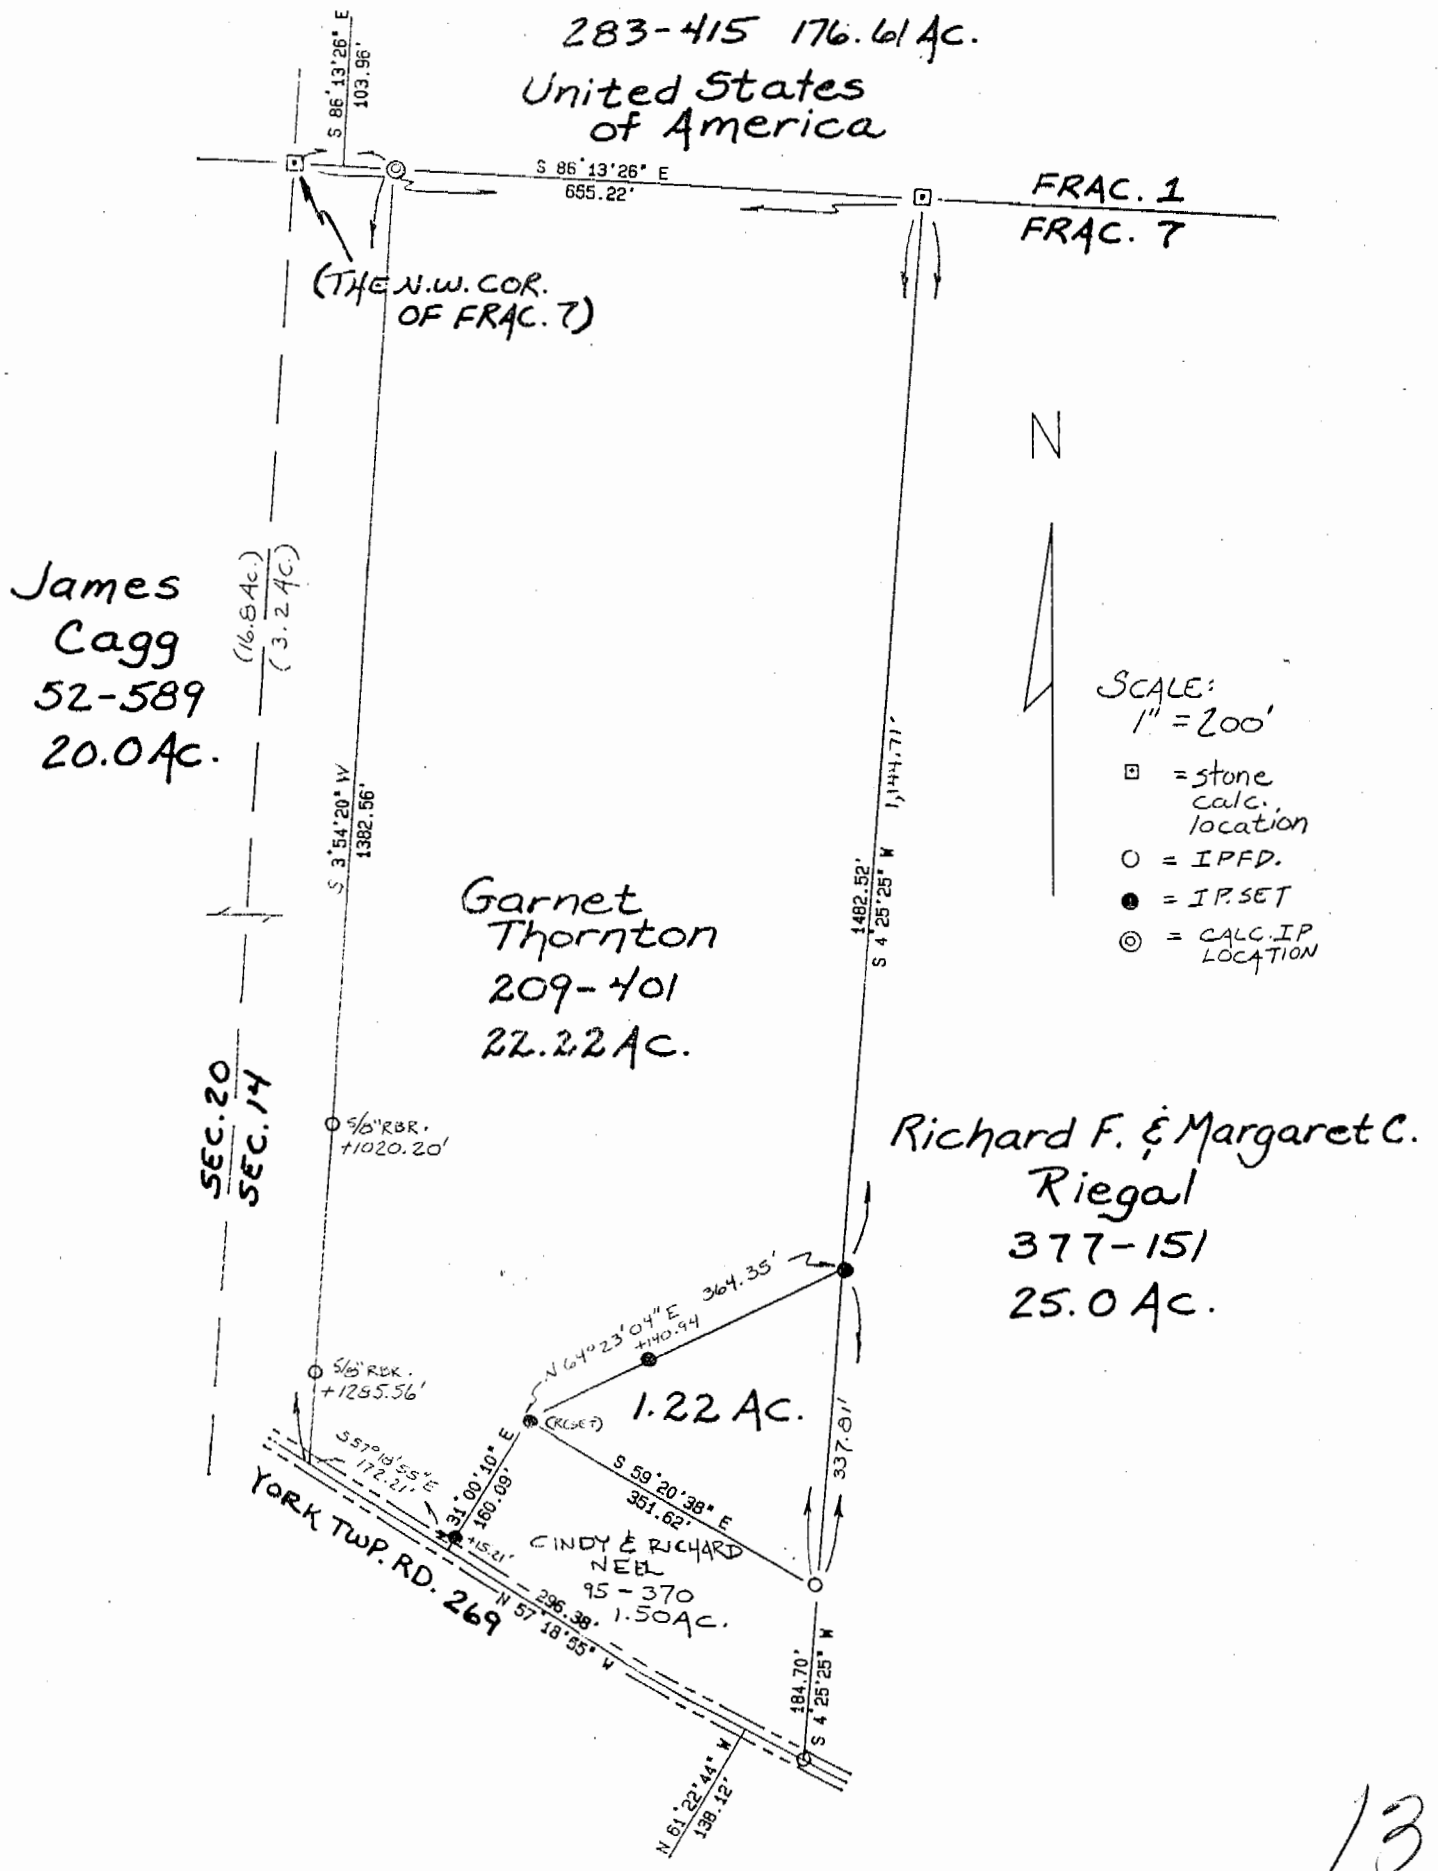 283-415 176.61 AC.
United States
of America
S 86°13'26" E
103.96'
S 86°13'26" E
655.22'
FRAC. 1
FRAC. 7
(THE N.W. COR.
OF FRAC. 7)
N
James
Cagg
52-589
20.0 AC.
(16.8 AC.)
(3.2 AC.)
SCALE:
1" = 200'
= stone
calc.
location
= IPFD.
= I.P. SET
= CALC. IP
LOCATION
S 3°54'20" W
1382.56'
1,144.71'
1482.52'
S 4°25'25" W
Garnet
Thornton
209-401
22.22 AC.
SEC. 20
SEC. 14
5/8" RBR.
+1020.20'
Richard F. & Margaret C.
Riegal
377-151
25.0 AC.
N 64°23'04" E 364.35'
+140.94
5/8" RBR.
+1285.56'
1.22 AC.
(RESET)
337.81'
S 57°18'55" E
172.21'
31°00'10" E
160.09'
S 59°20'38" E
351.62'
+15.21'
CINDY & RICHARD
NEEL
95-370
1.50 AC.
YORK TWP. RD. 269
296.38'
N 57°18'55" W
184.70'
S 4°25'25" W
N 61°22'44" W
138.12'
13